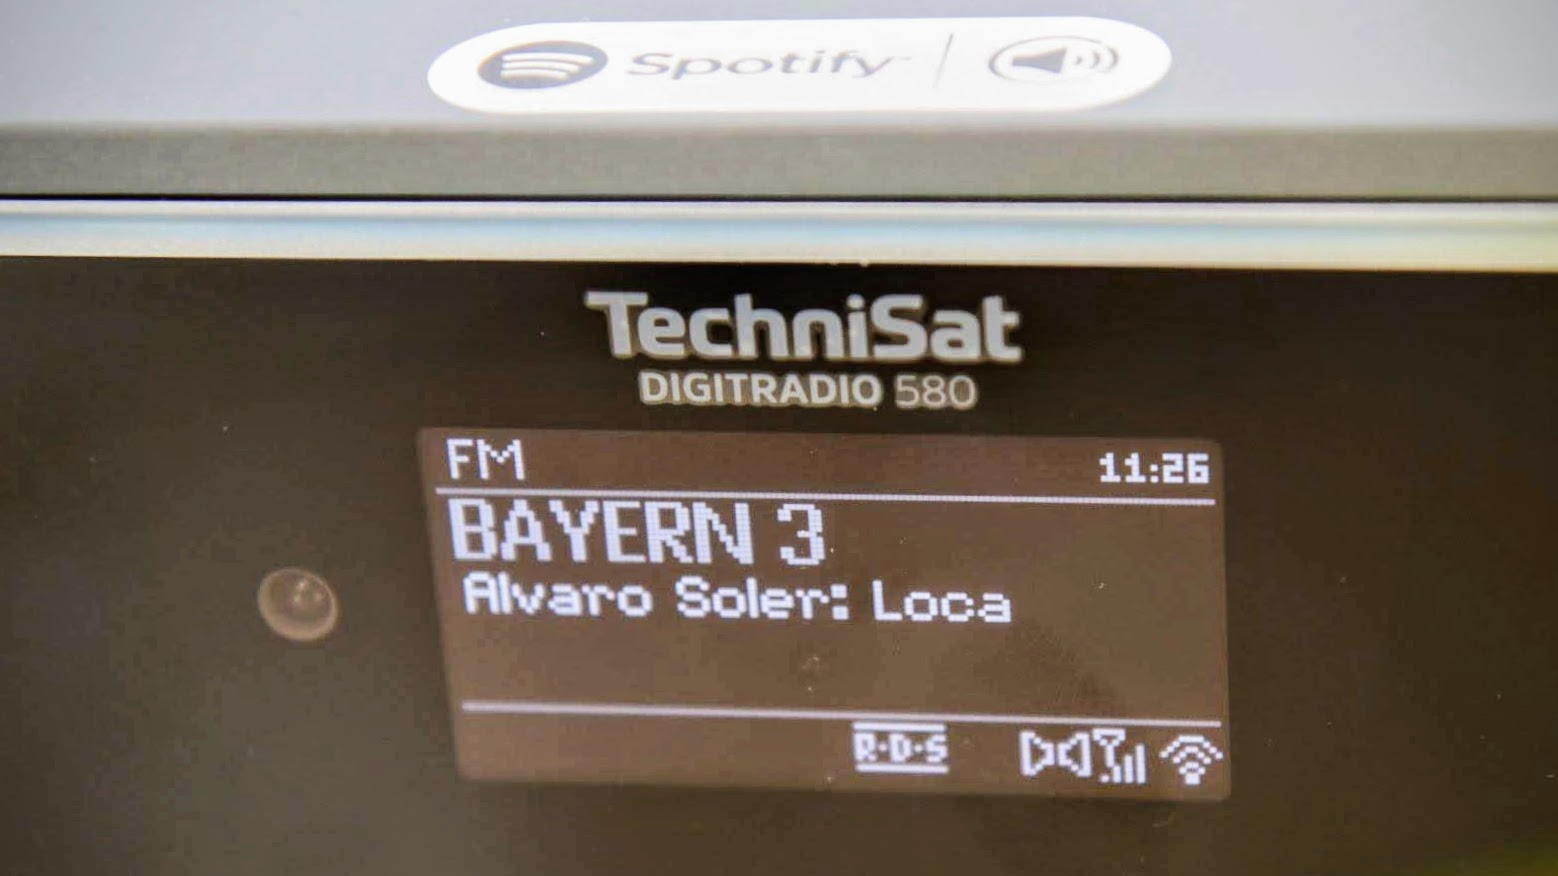 Spotify
TechniSat
DIGITRADIO 580
FM 11:26
BAYERN 3
Alvaro Soler: Loca
R·D·S